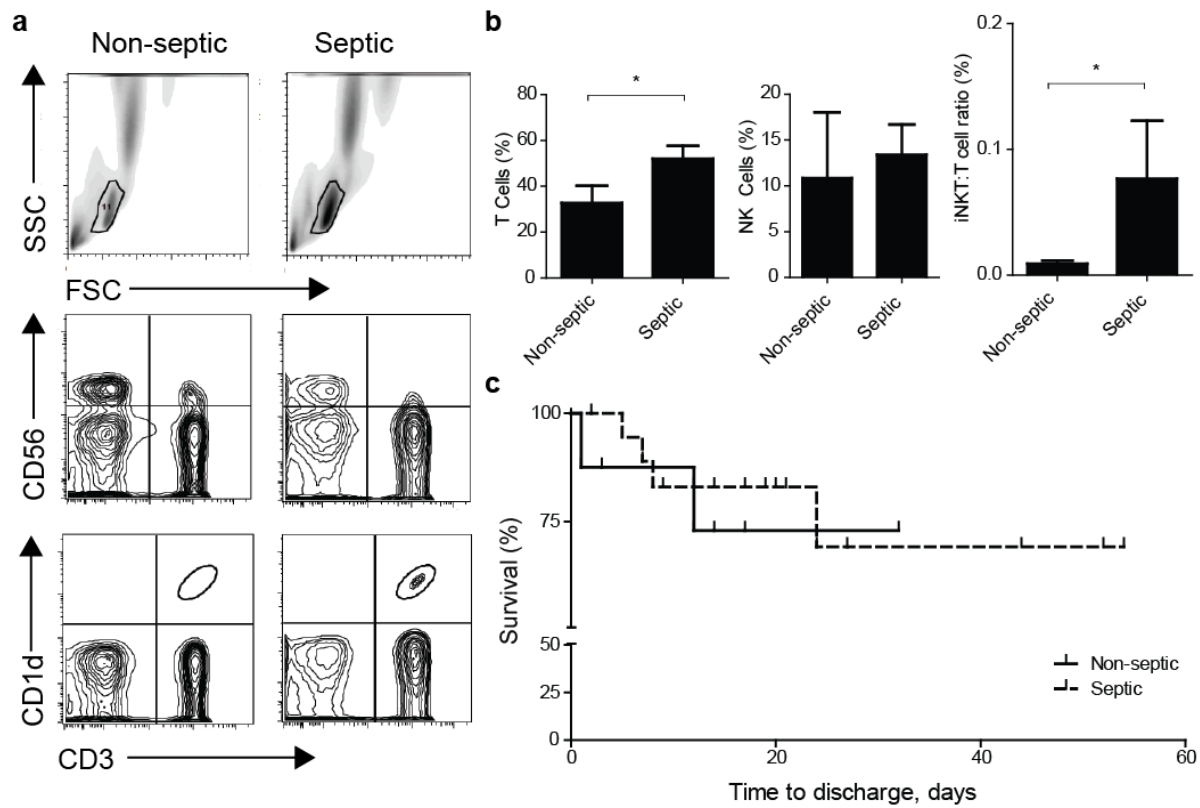 a
Non-septic
Septic
SSC
11
FSC
CD56
CD1d
CD3
b
T Cells (%)
80
60
40
20
0
*
Non-septic
Septic
NK Cells (%)
20
15
10
5
0
Non-septic
Septic
iNKT:T cell ratio (%)
0.2
0.1
0.0
*
Non-septic
Septic
c
Survival (%)
100
75
50
25
0
0
20
40
60
Non-septic
Septic
Time to discharge, days